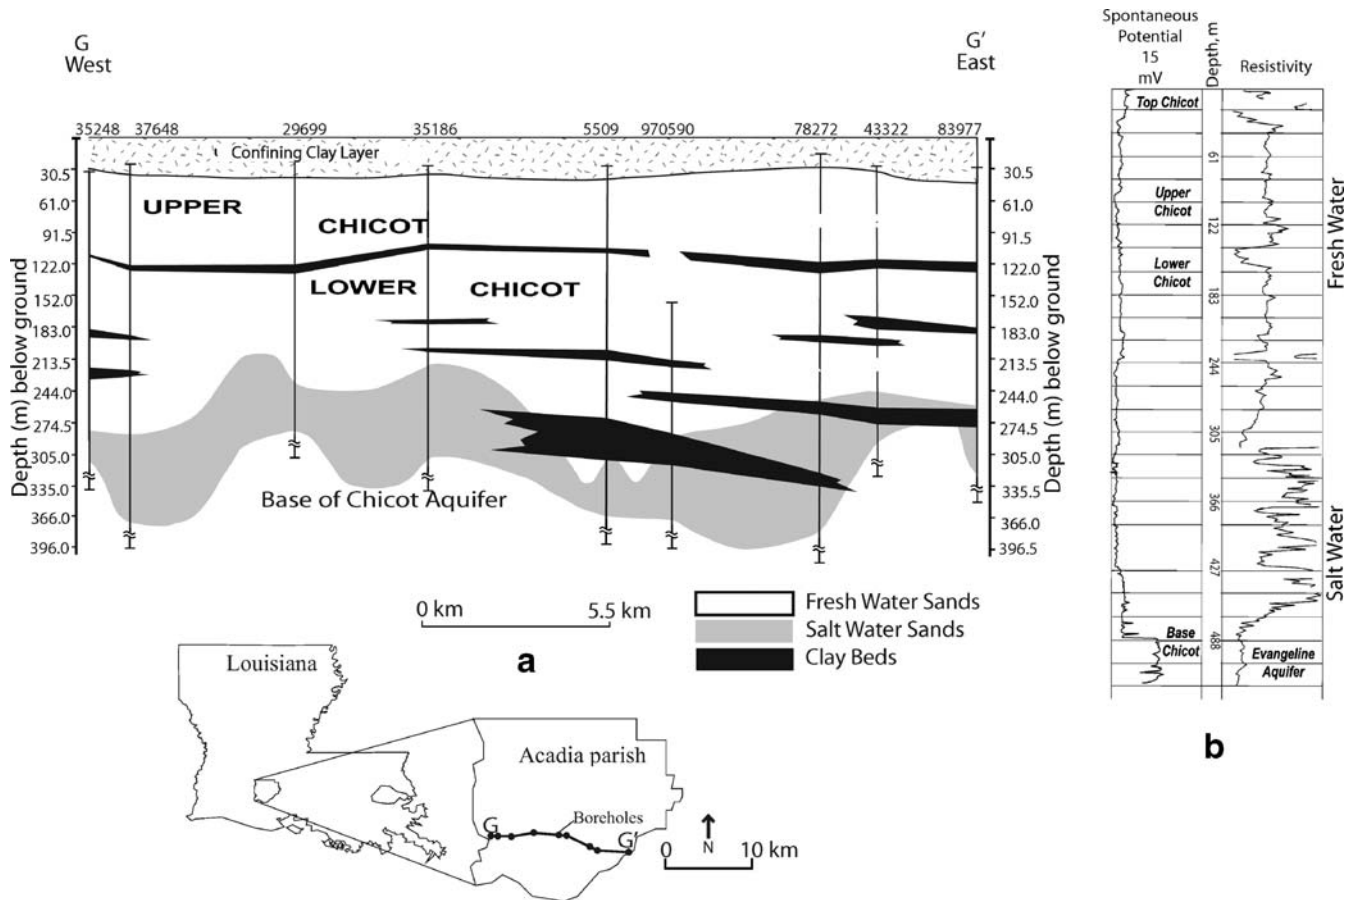 G
West
G'
East
35248 37648 29699 35186 5509 970590 78272 43322 83977
Confining Clay Layer
UPPER CHICOT
LOWER CHICOT
Base of Chicot Aquifer
Depth (m) below ground
30.5
61.0
91.5
122.0
152.0
183.0
213.5
244.0
274.5
305.0
335.0
366.0
396.0
30.5
61.0
91.5
122.0
152.0
183.0
213.5
244.0
274.5
305.0
335.5
366.0
396.5
Depth (m) below ground
0 km 5.5 km
Fresh Water Sands
Salt Water Sands
Clay Beds
a
Louisiana
Acadia parish
Boreholes
G
G'
N
0 10 km
Spontaneous
Potential
15
mV
Depth, m
Resistivity
Top Chicot
Upper
Chicot
Lower
Chicot
Base
Chicot
61
122
183
244
305
366
427
488
Evangeline
Aquifer
Fresh Water
Salt Water
b